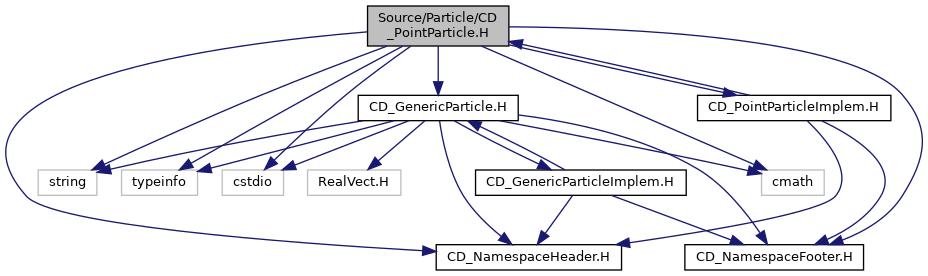 Source/Particle/CD
_PointParticle.H
CD_GenericParticle.H
CD_PointParticleImplem.H
string
typeinfo
cstdio
RealVect.H
CD_GenericParticleImplem.H
cmath
CD_NamespaceHeader.H
CD_NamespaceFooter.H